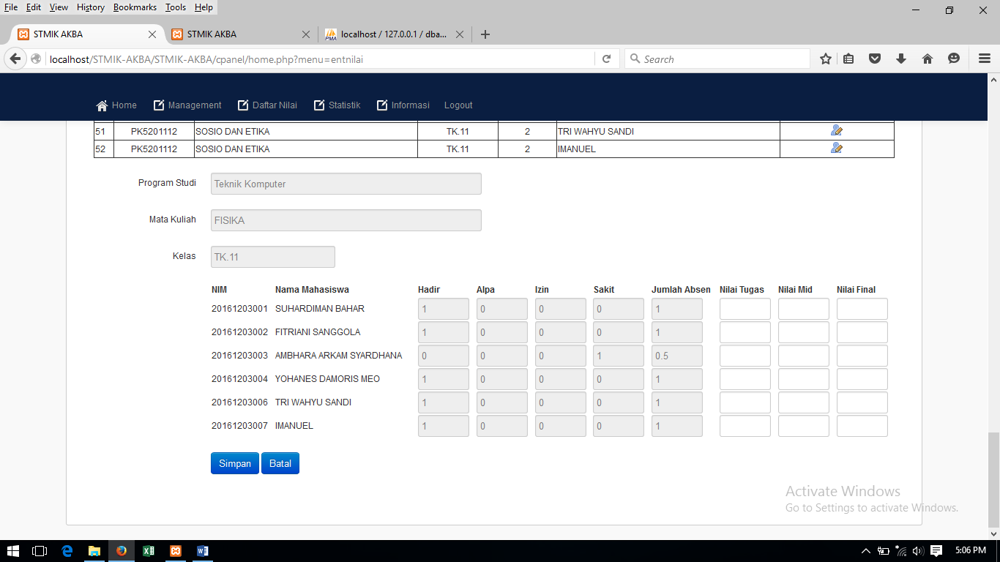 File Edit View History Bookmarks Tools Help
STMIK AKBA STMIK AKBA PMA localhost / 127.0.0.1 / dba...
localhost/STMIK-AKBA/STMIK-AKBA/cpanel/home.php?menu=entnilai Search
Home Management Daftar Nilai Statistik Informasi Logout
51 PK5201112 SOSIO DAN ETIKA TK.11 2 TRI WAHYU SANDI
52 PK5201112 SOSIO DAN ETIKA TK.11 2 IMANUEL
Program Studi Teknik Komputer
Mata Kuliah FISIKA
Kelas TK.11
NIM Nama Mahasiswa Hadir Alpa Izin Sakit Jumlah Absen Nilai Tugas Nilai Mid Nilai Final
20161203001 SUHARDIMAN BAHAR 1 0 0 0 1
20161203002 FITRIANI SANGGOLA 1 0 0 0 1
20161203003 AMBHARA ARKAM SYARDHANA 0 0 0 1 0.5
20161203004 YOHANES DAMORIS MEO 1 0 0 0 1
20161203006 TRI WAHYU SANDI 1 0 0 0 1
20161203007 IMANUEL 1 0 0 0 1
Simpan Batal
Activate Windows
Go to Settings to activate Windows.
5:06 PM